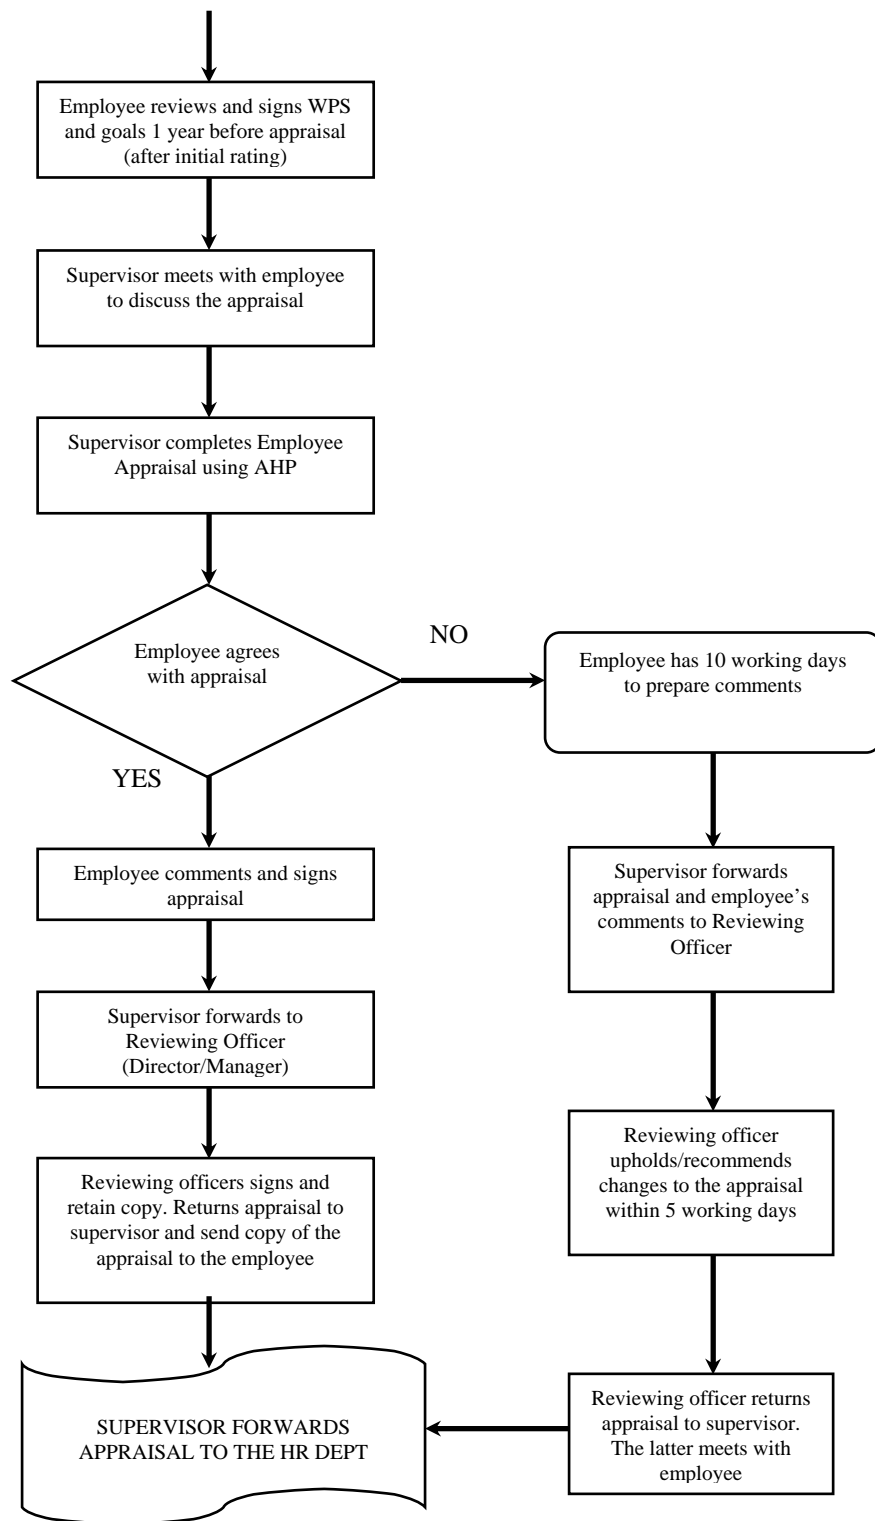 Employee reviews and signs WPS
and goals 1 year before appraisal
(after initial rating)
Supervisor meets with employee
to discuss the appraisal
Supervisor completes Employee
Appraisal using AHP
Employee agrees
with appraisal
NO
Employee has 10 working days
to prepare comments
YES
Employee comments and signs
appraisal
Supervisor forwards to
Reviewing Officer
(Director/Manager)
Reviewing officers signs and
retain copy. Returns appraisal to
supervisor and send copy of the
appraisal to the employee
Supervisor forwards
appraisal and employee’s
comments to Reviewing
Officer
Reviewing officer
upholds/recommends
changes to the appraisal
within 5 working days
Reviewing officer returns
appraisal to supervisor.
The latter meets with
employee
SUPERVISOR FORWARDS
APPRAISAL TO THE HR DEPT